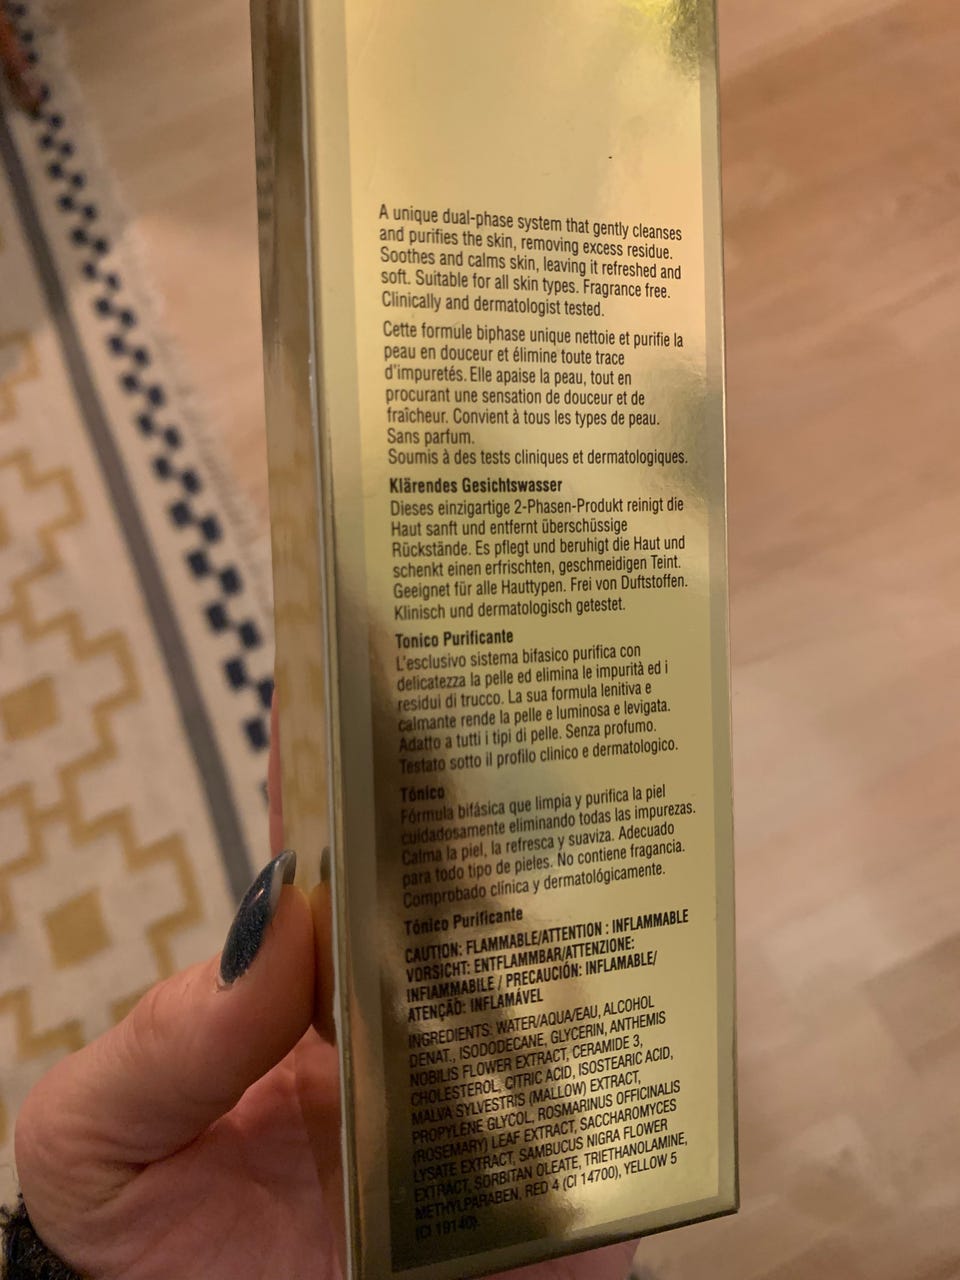 A unique dual-phase system that gently cleanses
and purifies the skin, removing excess residue.
Soothes and calms skin, leaving it refreshed and
soft. Suitable for all skin types. Fragrance free.
Clinically and dermatologist tested.
Cette formule biphase unique nettoie et purifie la
peau en douceur et élimine toute trace
d'impuretés. Elle apaise la peau, tout en
procurant une sensation de douceur et de
fraîcheur. Convient à tous les types de peau.
Sans parfum.
Soumis à des tests cliniques et dermatologiques.
Klärendes Gesichtswasser
Dieses einzigartige 2-Phasen-Produkt reinigt die
Haut sanft und entfernt überschüssige
Rückstände. Es pflegt und beruhigt die Haut und
schenkt einen erfrischten, geschmeidigen Teint.
Geeignet für alle Hauttypen. Frei von Duftstoffen.
Klinisch und dermatologisch getestet.
Tonico Purificante
L'esclusivo sistema bifasico purifica con
delicatezza la pelle ed elimina le impurità ed i
residui di trucco. La sua formula lenitiva e
calmante rende la pelle e luminosa e levigata.
Adatto a tutti i tipi di pelle. Senza profumo.
Testato sotto il profilo clinico e dermatologico.
Tónico
Fórmula bifásica que limpia y purifica la piel
cuidadosamente eliminando todas las impurezas.
Calma la piel, la refresca y suaviza. Adecuado
para todo tipo de pieles. No contiene fragancia.
Comprobado clínica y dermatológicamente.
Tónico Purificante
CAUTION: FLAMMABLE/ATTENTION : INFLAMMABLE
VORSICHT: ENTFLAMMBAR/ATTENZIONE:
INFIAMMABILE / PRECAUCIÓN: INFLAMABLE/
ATENÇÃO: INFLAMÁVEL
INGREDIENTS: WATER/AQUA/EAU, ALCOHOL
DENAT., ISODODECANE, GLYCERIN, ANTHEMIS
NOBILIS FLOWER EXTRACT, CERAMIDE 3,
CHOLESTEROL, CITRIC ACID, ISOSTEARIC ACID,
MALVA SYLVESTRIS (MALLOW) EXTRACT,
PROPYLENE GLYCOL, ROSMARINUS OFFICINALIS
(ROSEMARY) LEAF EXTRACT, SACCHAROMYCES
LYSATE EXTRACT, SAMBUCUS NIGRA FLOWER
EXTRACT, SORBITAN OLEATE, TRIETHANOLAMINE,
METHYLPARABEN, RED 4 (CI 14700), YELLOW 5
(CI 19140).